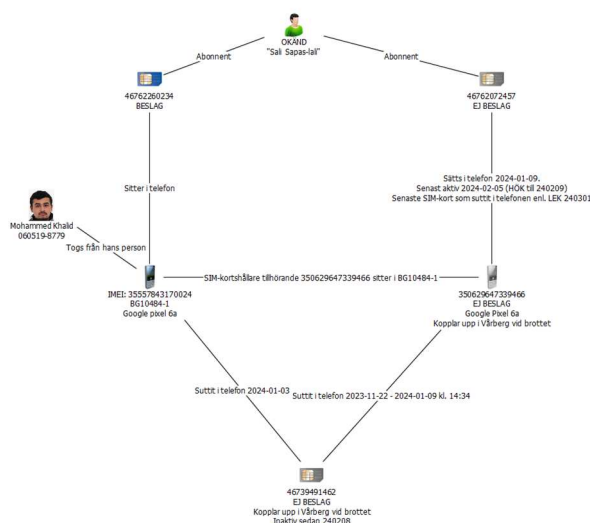 OKÄND
"Sali Sapas-lali"
Abonnent
Abonnent
46762260234
BESLAG
46762072457
EJ BESLAG
Sitter i telefon
Sätts i telefon 2024-01-09.
Senast aktiv 2024-02-05 (HÖK till 240209)
Senaste SIM-kort som suttit i telefonen enl. LEK 240301
Mohammed Khalid
060519-8779
Togs från hans person
SIM-kortshållare tillhörande 350629647339466 sitter i BG10484-1
IMEI: 35557843170024
BG10484-1
Google pixel 6a
350629647339466
EJ BESLAG
Google Pixel 6a
Kopplar upp i Vårberg vid brottet
Suttit i telefon 2024-01-03
Suttit i telefon 2023-11-22 - 2024-01-09 kl. 14:34
46739491462
EJ BESLAG
Kopplar upp i Vårberg vid brottet
Inaktiv sedan 240208